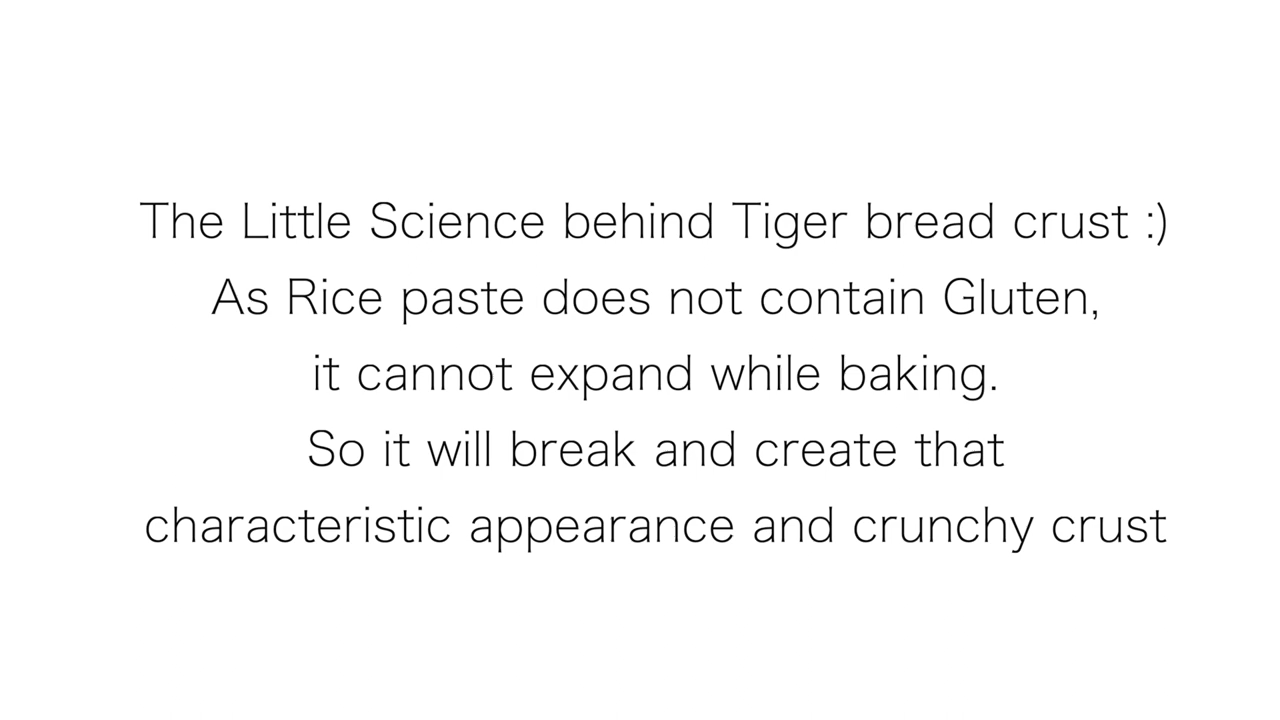 The Little Science behind Tiger bread crust :)
As Rice paste does not contain Gluten,
it cannot expand while baking.
So it will break and create that
characteristic appearance and crunchy crust